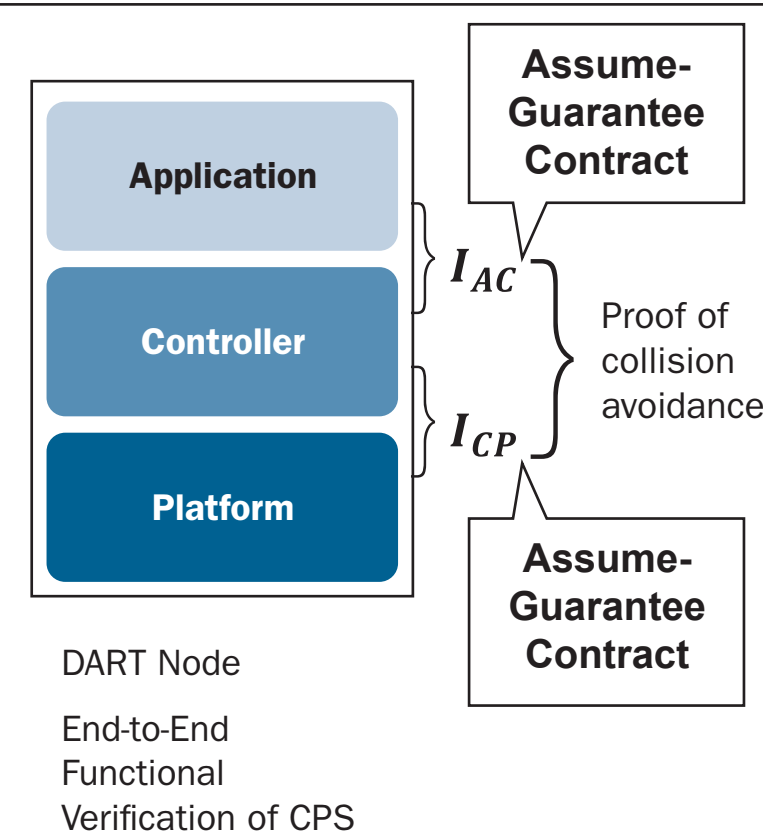 Assume-
Guarantee
Contract
Application
I_AC
Controller
Proof of
collision
avoidance
I_CP
Platform
Assume-
Guarantee
Contract
DART Node
End-to-End
Functional
Verification of CPS